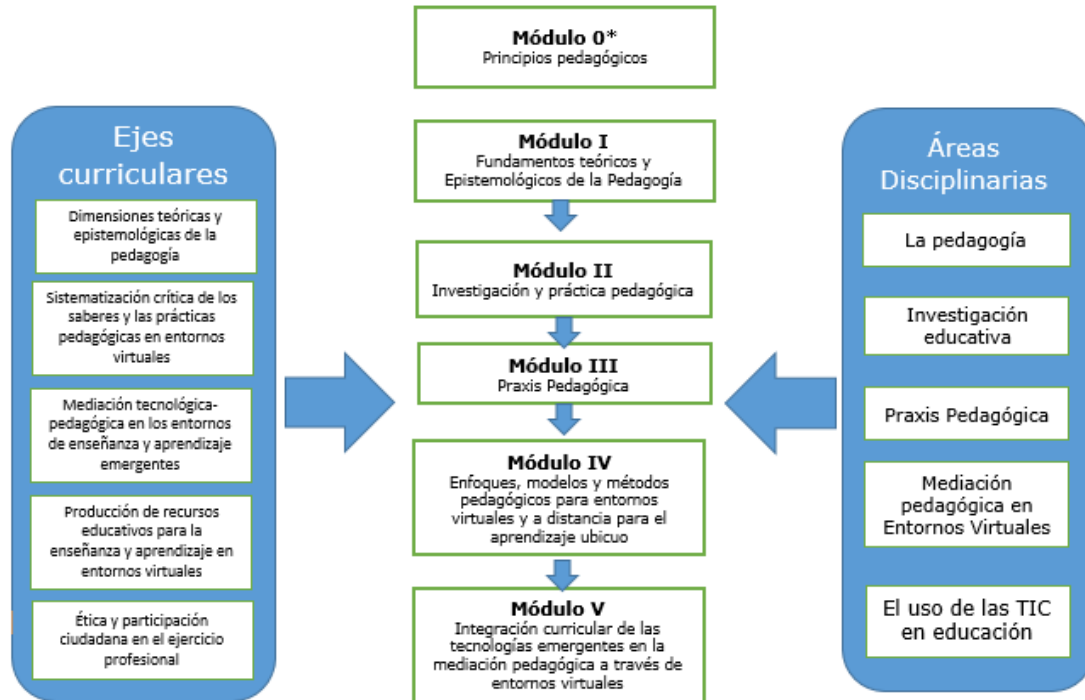 Módulo 0*
Principios pedagógicos
Ejes
curriculares
Dimensiones teóricas y
epistemológicas de la
pedagogía
Sistematización crítica de los
saberes y las prácticas
pedagógicas en entornos
virtuales
Mediación tecnológica-
pedagógica en los entornos
de enseñanza y aprendizaje
emergentes
Producción de recursos
educativos para la
enseñanza y aprendizaje en
entornos virtuales
Ética y participación
ciudadana en el ejercicio
profesional
Módulo I
Fundamentos teóricos y
Epistemológicos de la Pedagogía
Módulo II
Investigación y práctica pedagógica
Módulo III
Praxis Pedagógica
Módulo IV
Enfoques, modelos y métodos
pedagógicos para entornos
virtuales y a distancia para el
aprendizaje ubicuo
Módulo V
Integración curricular de las
tecnologías emergentes en la
mediación pedagógica a través de
entornos virtuales
Áreas
Disciplinarias
La pedagogía
Investigación
educativa
Praxis Pedagógica
Mediación
pedagógica en
Entornos Virtuales
El uso de las TIC
en educación